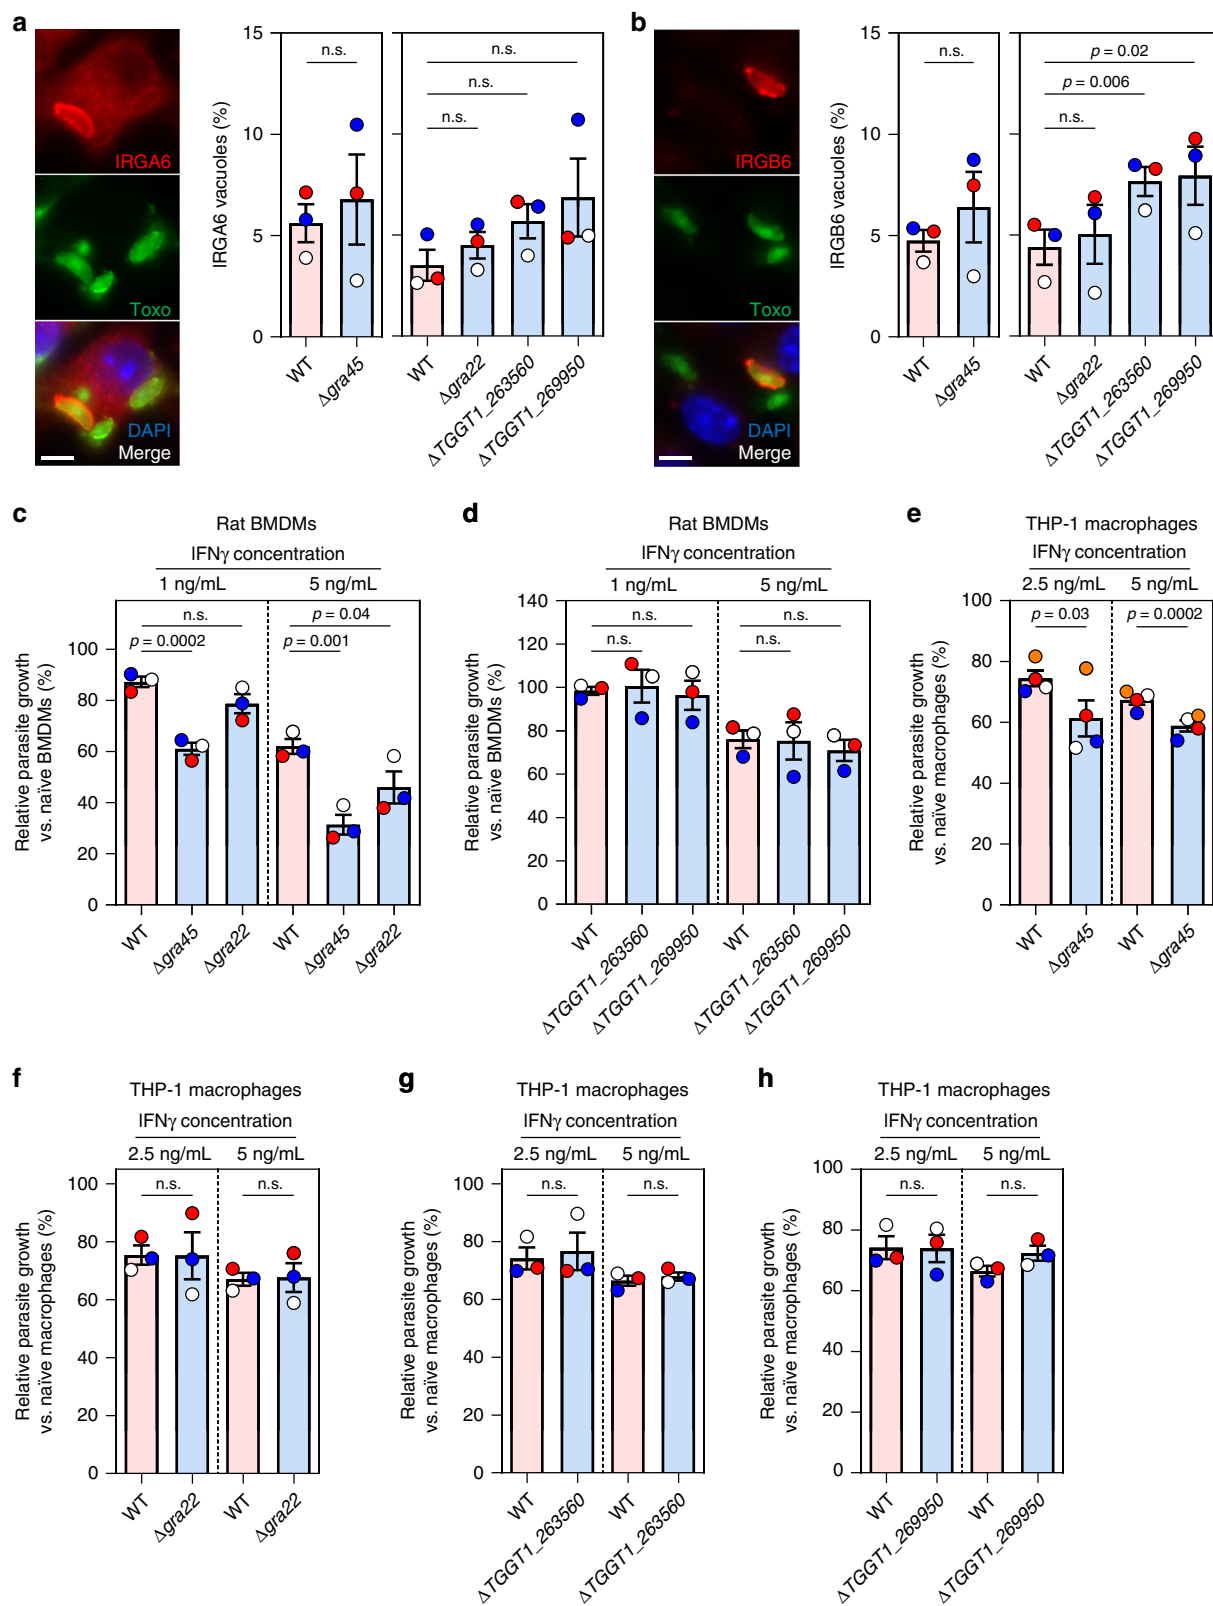 a
IRGA6
Toxo
DAPI
Merge
IRGA6 vacuoles (%)
15
10
5
0
n.s.
n.s.
n.s.
n.s.
WT
Δgra45
WT
Δgra22
ΔTGGT1_263560
ΔTGGT1_269950
b
IRGB6
Toxo
DAPI
Merge
IRGB6 vacuoles (%)
15
10
5
0
n.s.
p = 0.02
p = 0.006
n.s.
WT
Δgra45
WT
Δgra22
ΔTGGT1_263560
ΔTGGT1_269950
c
Rat BMDMs
IFNγ concentration
1 ng/mL
5 ng/mL
Relative parasite growth
vs. naïve BMDMs (%)
100
80
60
40
20
0
n.s.
p = 0.0002
p = 0.04
p = 0.001
WT
Δgra45
Δgra22
WT
Δgra45
Δgra22
d
Rat BMDMs
IFNγ concentration
1 ng/mL
5 ng/mL
Relative parasite growth
vs. naïve BMDMs (%)
140
120
100
80
60
40
20
0
n.s.
n.s.
n.s.
n.s.
WT
ΔTGGT1_263560
ΔTGGT1_269950
WT
ΔTGGT1_263560
ΔTGGT1_269950
e
THP-1 macrophages
IFNγ concentration
2.5 ng/mL
5 ng/mL
Relative parasite growth
vs. naïve macrophages (%)
100
80
60
40
20
0
p = 0.03
p = 0.0002
WT
Δgra45
WT
Δgra45
f
THP-1 macrophages
IFNγ concentration
2.5 ng/mL
5 ng/mL
Relative parasite growth
vs. naïve macrophages (%)
100
80
60
40
20
0
n.s.
n.s.
WT
Δgra22
WT
Δgra22
g
THP-1 macrophages
IFNγ concentration
2.5 ng/mL
5 ng/mL
Relative parasite growth
vs. naïve macrophages (%)
100
80
60
40
20
0
n.s.
n.s.
WT
ΔTGGT1_263560
WT
ΔTGGT1_263560
h
THP-1 macrophages
IFNγ concentration
2.5 ng/mL
5 ng/mL
Relative parasite growth
vs. naïve macrophages (%)
100
80
60
40
20
0
n.s.
n.s.
WT
ΔTGGT1_269950
WT
ΔTGGT1_269950